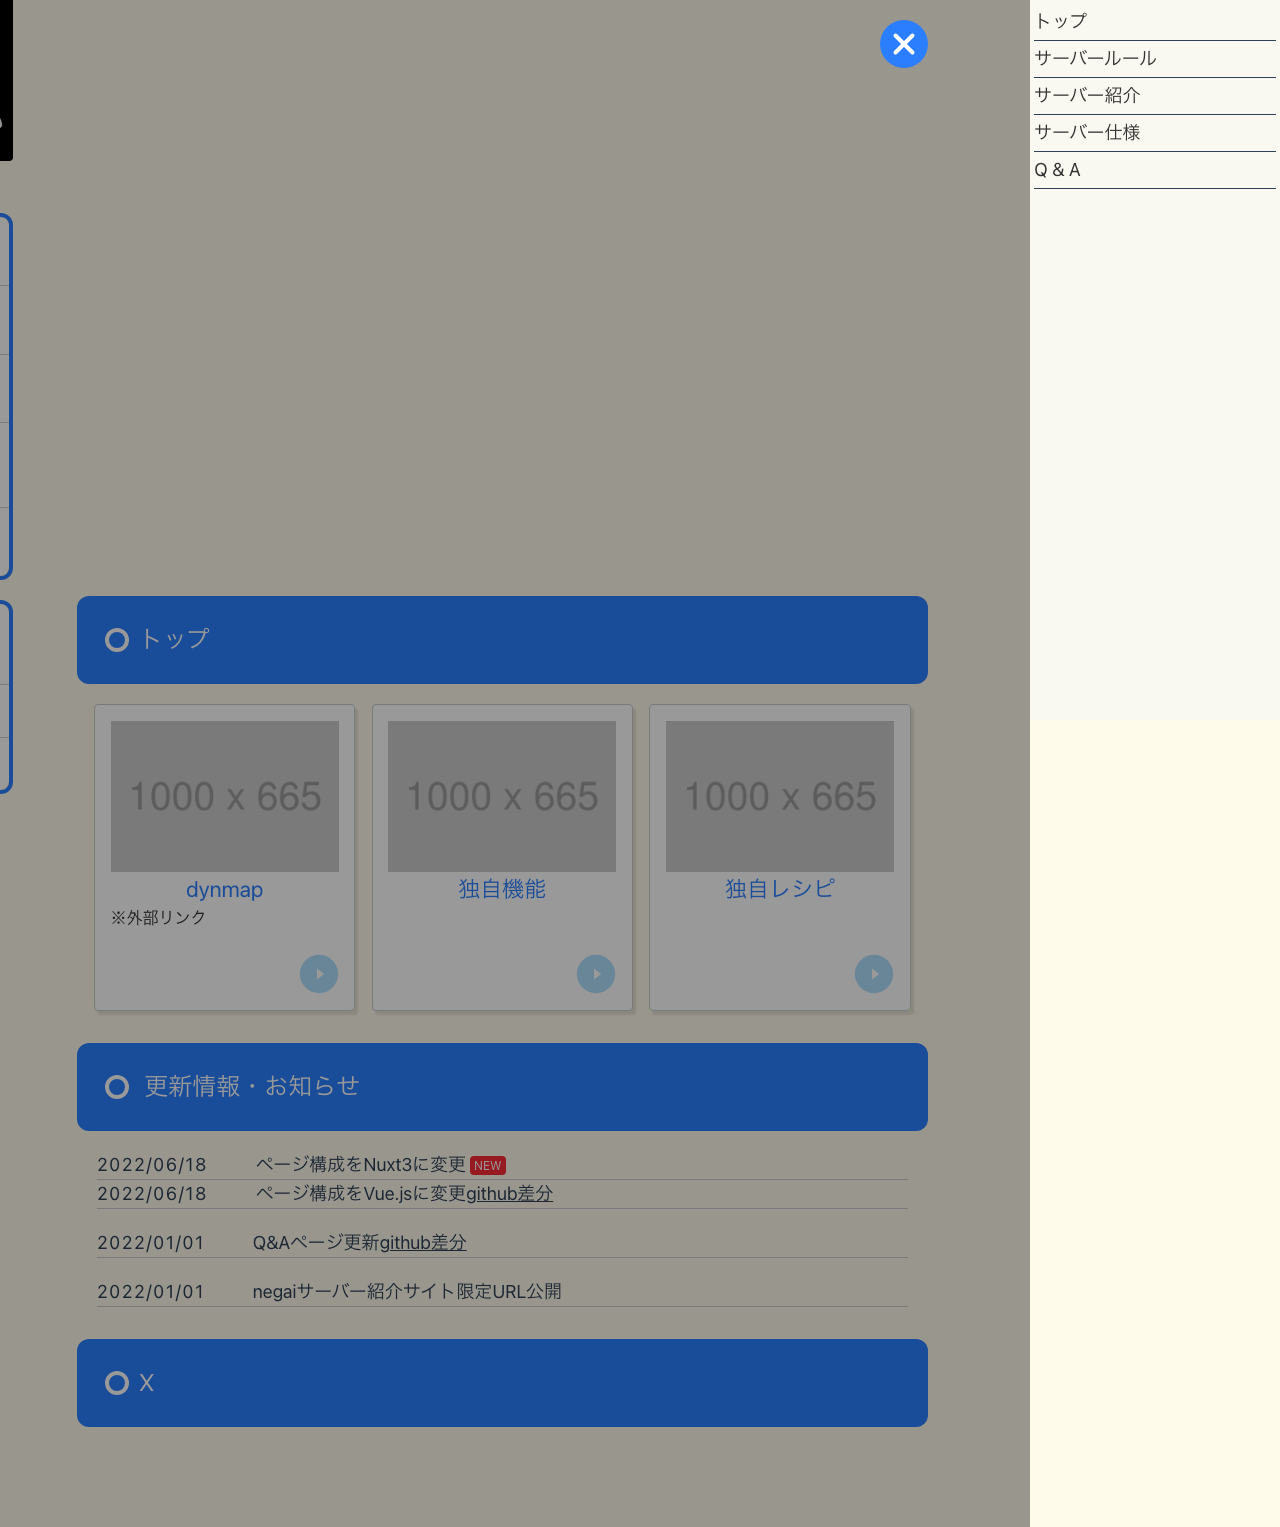 トップ
サーバールール
サーバー紹介
サーバー仕様
Q & A
トップ
1000 x 665
dynmap
※外部リンク
1000 x 665
独自機能
1000 x 665
独自レシピ
更新情報・お知らせ
2022/06/18 ページ構成をNuxt3に変更 NEW
2022/06/18 ページ構成をVue.jsに変更github差分
2022/01/01 Q&Aページ更新github差分
2022/01/01 negaiサーバー紹介サイト限定URL公開
X